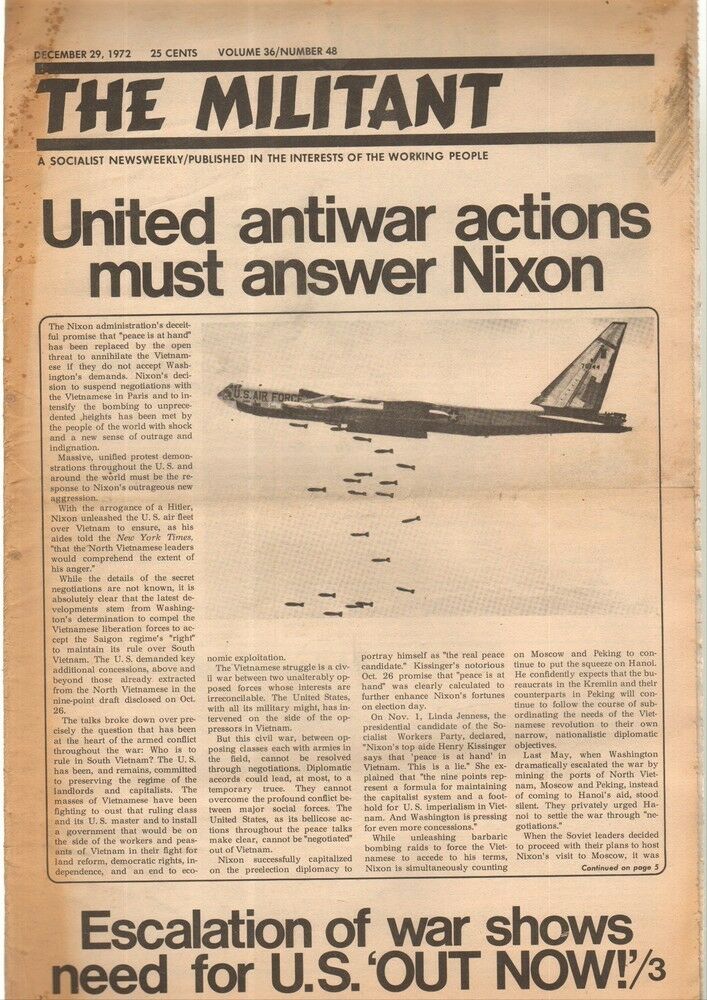 DECEMBER 29, 1972 25 CENTS VOLUME 36/NUMBER 48
THE MILITANT
A SOCIALIST NEWSWEEKLY/PUBLISHED IN THE INTERESTS OF THE WORKING PEOPLE
United antiwar actions
must answer Nixon
The Nixon administration's deceit-
ful promise that "peace is at hand"
has been replaced by the open
threat to annihilate the Vietnam-
ese if they do not accept Wash-
ington's demands. Nixon's deci-
sion to suspend negotiations with
the Vietnamese in Paris and to in-
tensify the bombing to unprece-
dented heights has been met by
the people of the world with shock
and a new sense of outrage and
indignation.
Massive, unified protest demon-
strations throughout the U.S. and
around the world must be the re-
sponse to Nixon's outrageous new
aggression.
With the arrogance of a Hitler,
Nixon unleashed the U.S. air fleet
over Vietnam to ensure, as his
aides told the New York Times,
"that the North Vietnamese leaders
would comprehend the extent of
his anger."
While the details of the secret
negotiations are not known, it is
absolutely clear that the latest de-
velopments stem from Washing-
ton's determination to compel the
Vietnamese liberation forces to ac-
cept the Saigon regime's "right"
to maintain its rule over South
Vietnam. The U.S. demanded key
additional concessions, above and
beyond those already extracted
from the North Vietnamese in the
nine-point draft disclosed on Oct.
26.
The talks broke down over pre-
cisely the question that has been
at the heart of the armed conflict
throughout the war: Who is to
rule in South Vietnam? The U.S.
has been, and remains, committed
to preserving the regime of the
landlords and capitalists. The
masses of Vietnamese have been
fighting to oust that ruling class
and its U.S. master and to install
a government that would be on
the side of the workers and peas-
ants of Vietnam in their fight for
land reform, democratic rights, in-
dependence, and an end to eco-
U.S. AIR FORCE
70144
nomic exploitation.
The Vietnamese struggle is a civ-
il war between two unalterably op-
posed forces whose interests are
irreconcilable. The United States,
with all its military might, has in-
tervened on the side of the op-
pressors in Vietnam.
But this civil war, between op-
posing classes each with armies in
the field, cannot be resolved
through negotiations. Diplomatic
accords could lead, at most, to a
temporary truce. They cannot
overcome the profound conflict be-
tween major social forces. The
United States, as its bellicose ac-
tions throughout the peace talks
make clear, cannot be "negotiated"
out of Vietnam.
Nixon successfully capitalized
on the preelection diplomacy to
portray himself as "the real peace
candidate." Kissinger's notorious
Oct. 26 promise that "peace is at
hand" was clearly calculated to
further enhance Nixon's fortunes
on election day.
On Nov. 1, Linda Jenness, the
presidential candidate of the So-
cialist Workers Party, declared,
"Nixon's top aide Henry Kissinger
says that 'peace is at hand' in
Vietnam. This is a lie." She ex-
plained that "the nine points rep-
resent a formula for maintaining
the capitalist system and a foot-
hold for U.S. imperialism in Viet-
nam. And Washington is pressing
for even more concessions."
While unleashing barbaric
bombing raids to force the Viet-
namese to accede to his terms,
Nixon is simultaneously counting
on Moscow and Peking to con-
tinue to put the squeeze on Hanoi.
He confidently expects that the bu-
reaucrats in the Kremlin and their
counterparts in Peking will con-
tinue to follow the course of sub-
ordinating the needs of the Viet-
namese revolution to their own
narrow, nationalistic diplomatic
objectives.
Last May, when Washington
dramatically escalated the war by
mining the ports of North Viet-
nam, Moscow and Peking, instead
of coming to Hanoi's aid, stood
silent. They privately urged Ha-
noi to settle the war through "ne-
gotiations."
When the Soviet leaders decided
to proceed with their plans to host
Nixon's visit to Moscow, it was
Continued on page 5
Escalation of war shows
need for U.S. 'OUT NOW!'/3